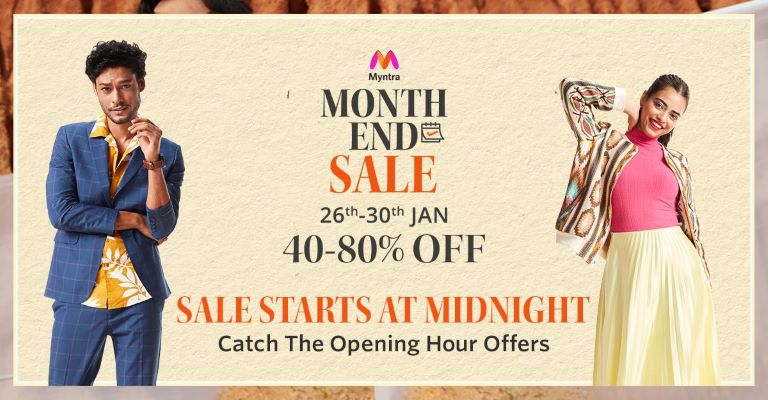 Myntra
MONTH
END
SALE
26th-30th JAN
40-80% OFF
SALE STARTS AT MIDNIGHT
Catch The Opening Hour Offers